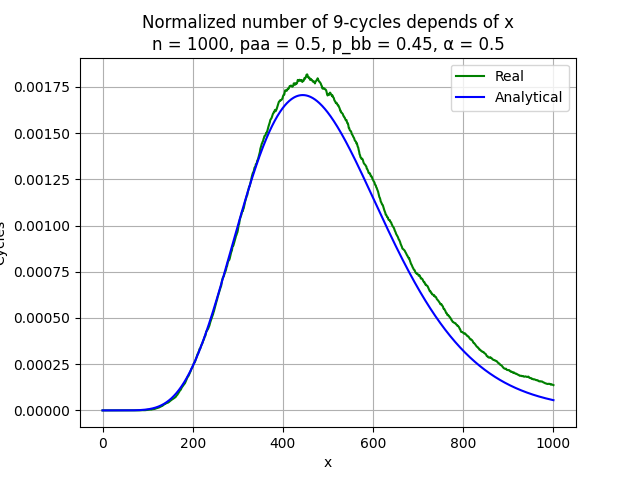 Normalized number of 9-cycles depends of x
n = 1000, paa = 0.5, p_bb = 0.45, α = 0.5
Real
Analytical
0.00175
0.00150
0.00125
0.00100
0.00075
0.00050
0.00025
0.00000
Cycles
0 200 400 600 800 1000
x